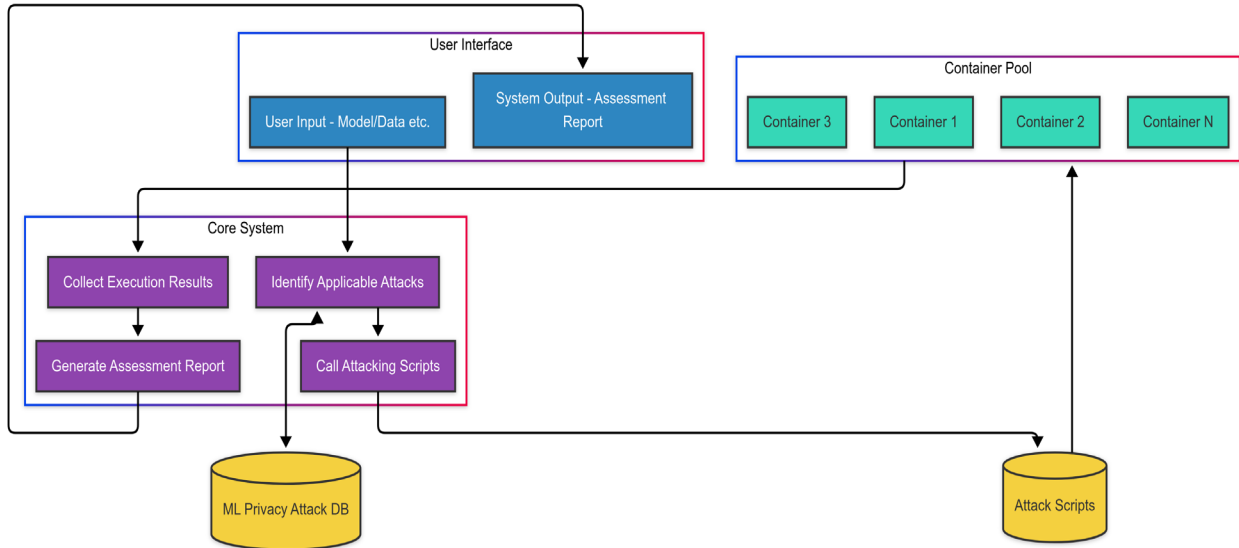 User Interface
User Input - Model/Data etc.
System Output - Assessment
Report
Container Pool
Container 3
Container 1
Container 2
Container N
Core System
Collect Execution Results
Identify Applicable Attacks
Generate Assessment Report
Call Attacking Scripts
ML Privacy Attack DB
Attack Scripts